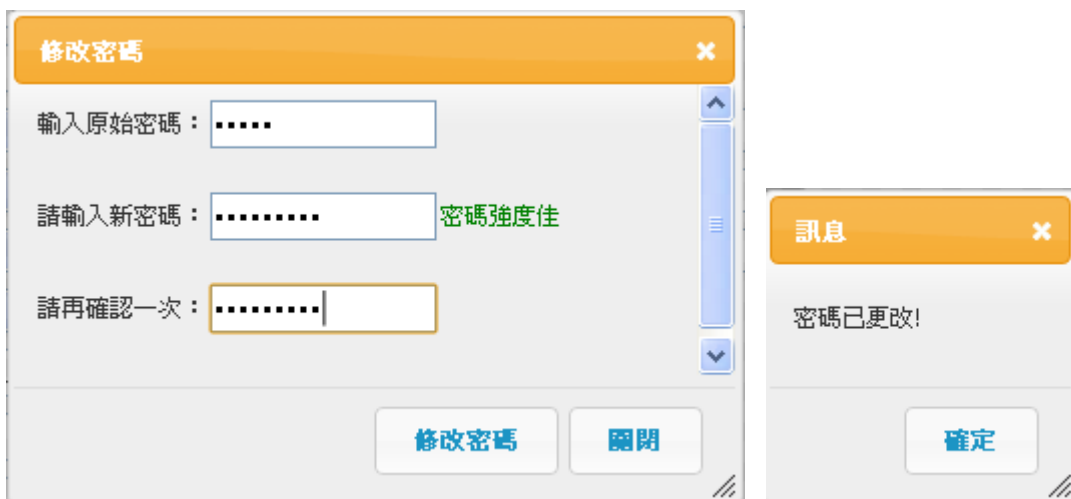 修改密碼
輸入原始密碼：•••••
請輸入新密碼：••••••••• 密碼強度佳
請再確認一次：•••••••••
修改密碼 關閉
訊息
密碼已更改!
確定